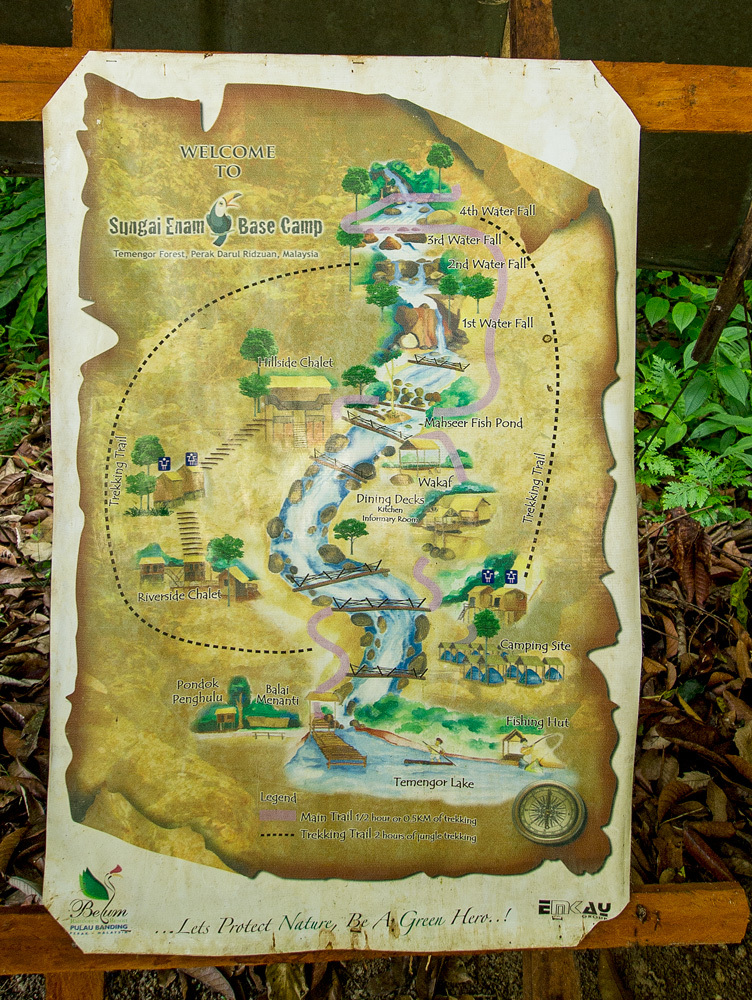 WELCOME
TO
Sungai Enam Base Camp
Temengor Forest, Perak Darul Ridzuan, Malaysia
4th Water Fall
3rd Water Fall
2nd Water Fall
1st Water Fall
Hillside Chalet
Mahseer Fish Pond
Wakaf
Dining Decks
Kitchen
Informary Room
Trekking Trail
Trekking Trail
Riverside Chalet
Camping Site
Pondok
Penghulu
Balai
Menanti
Fishing Hut
Temengor Lake
Legend
Main Trail 1/2 hour or 0.5KM of trekking
Trekking Trail 2 hours of jungle trekking
Belum
PULAU BANDING
PERAK • MALAYSIA
...Lets Protect Nature, Be A Green Hero..!
EnKAU
GROUP